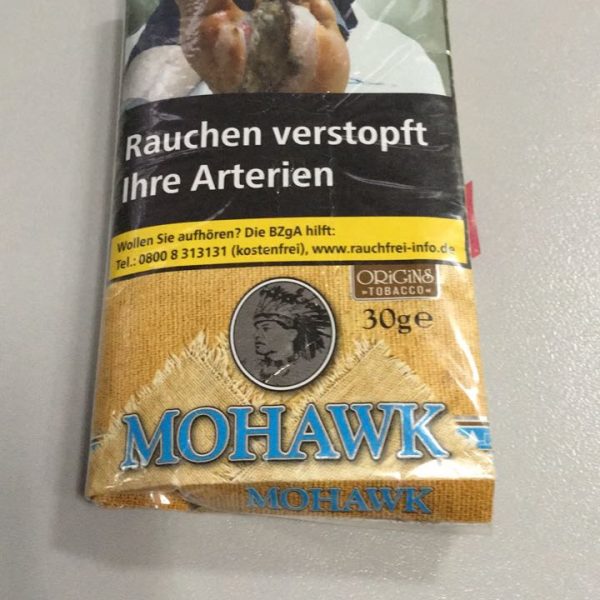 Rauchen verstopft
Ihre Arterien
Wollen Sie aufhören? Die BZgA hilft:
Tel.: 0800 8 313131 (kostenfrei), www.rauchfrei-info.de
ORiGiNS
TOBACCO
30g℮
MOHAWK
MOHAWK